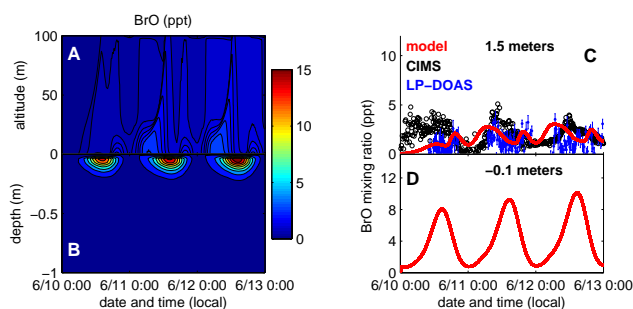 BrO (ppt)
A
100
50
0
altitude (m)
−0.5
−1
depth (m)
B
6/10 0:00 6/11 0:00 6/12 0:00 6/13 0:00
date and time (local)
15
10
5
0
model
CIMS
LP−DOAS
1.5 meters
C
5
0
BrO mixing ratio (ppt)
D
−0.1 meters
12
8
4
0
6/10 0:00 6/11 0:00 6/12 0:00 6/13 0:00
date and time (local)